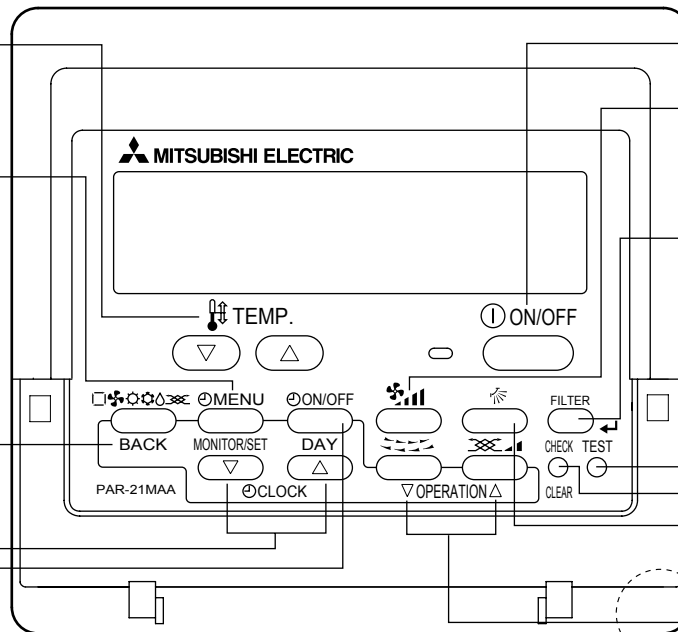 MITSUBISHI ELECTRIC
TEMP.
ON/OFF
MENU
ON/OFF
FILTER
BACK
MONITOR/SET
DAY
CHECK
TEST
PAR-21MAA
CLOCK
OPERATION
CLEAR